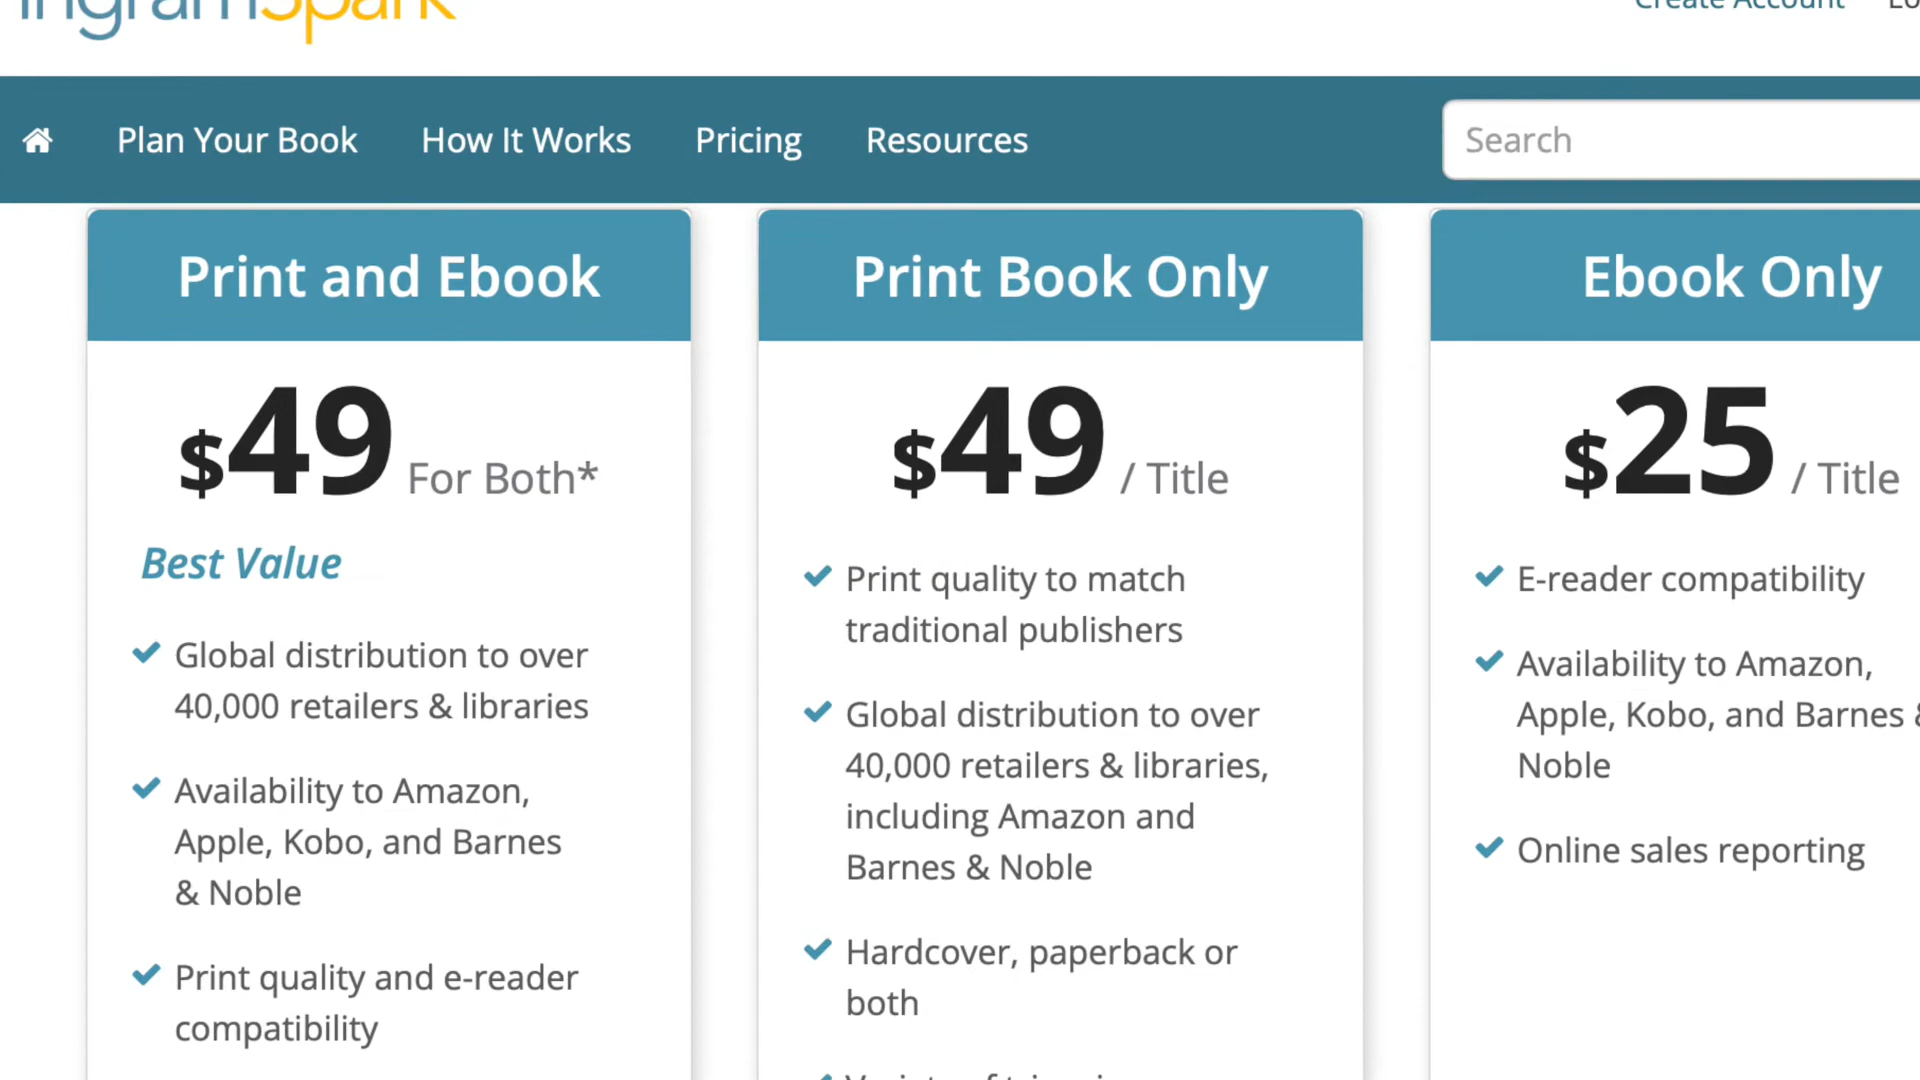 IngramSpark
Create Account
Plan Your Book
How It Works
Pricing
Resources
Search
Print and Ebook
$49 For Both*
Best Value
Global distribution to over
40,000 retailers & libraries
Availability to Amazon,
Apple, Kobo, and Barnes
& Noble
Print quality and e-reader
compatibility
Print Book Only
$49 / Title
Print quality to match
traditional publishers
Global distribution to over
40,000 retailers & libraries,
including Amazon and
Barnes & Noble
Hardcover, paperback or
both
Ebook Only
$25 / Title
E-reader compatibility
Availability to Amazon,
Apple, Kobo, and Barnes &
Noble
Online sales reporting